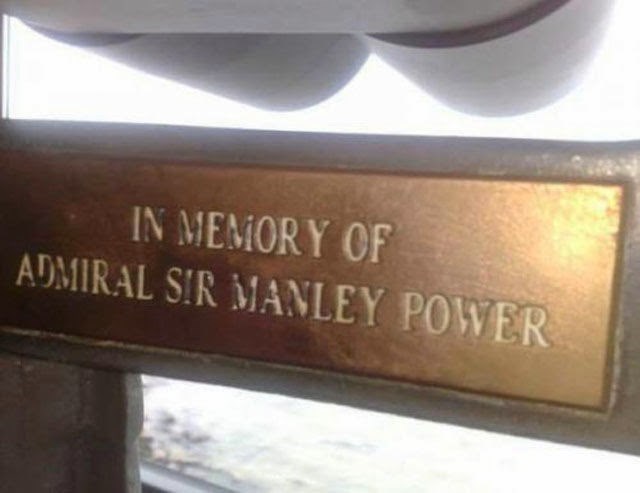 IN MEMORY OF
ADMIRAL SIR MANLEY POWER